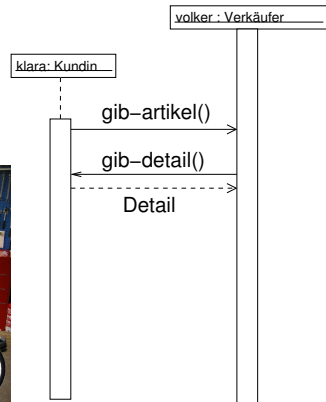 volker : Verkäufer
klara: Kundin
gib−artikel()
gib−detail()
Detail